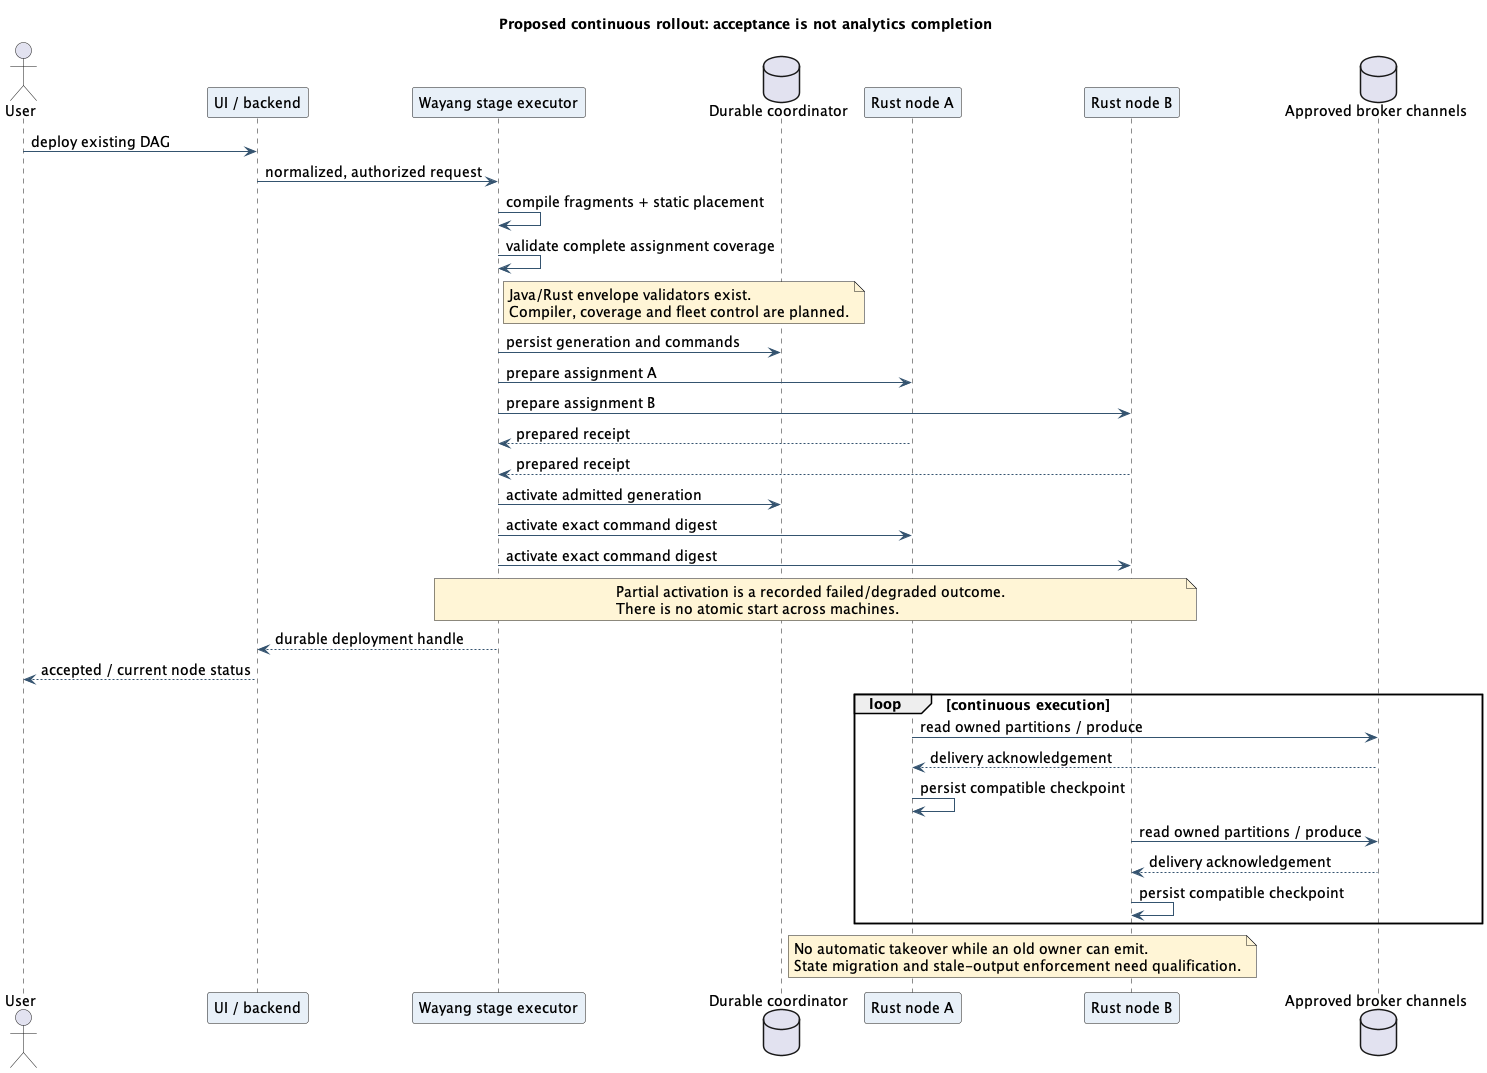 Proposed continuous rollout: acceptance is not analytics completion
User
UI / backend
Wayang stage executor
Durable coordinator
Rust node A
Rust node B
Approved broker channels
deploy existing DAG
normalized, authorized request
compile fragments + static placement
validate complete assignment coverage
Java/Rust envelope validators exist.
Compiler, coverage and fleet control are planned.
persist generation and commands
prepare assignment A
prepare assignment B
prepared receipt
prepared receipt
activate admitted generation
activate exact command digest
activate exact command digest
Partial activation is a recorded failed/degraded outcome.
There is no atomic start across machines.
durable deployment handle
accepted / current node status
loop
[continuous execution]
read owned partitions / produce
delivery acknowledgement
persist compatible checkpoint
read owned partitions / produce
delivery acknowledgement
persist compatible checkpoint
No automatic takeover while an old owner can emit.
State migration and stale-output enforcement need qualification.
User
UI / backend
Wayang stage executor
Durable coordinator
Rust node A
Rust node B
Approved broker channels